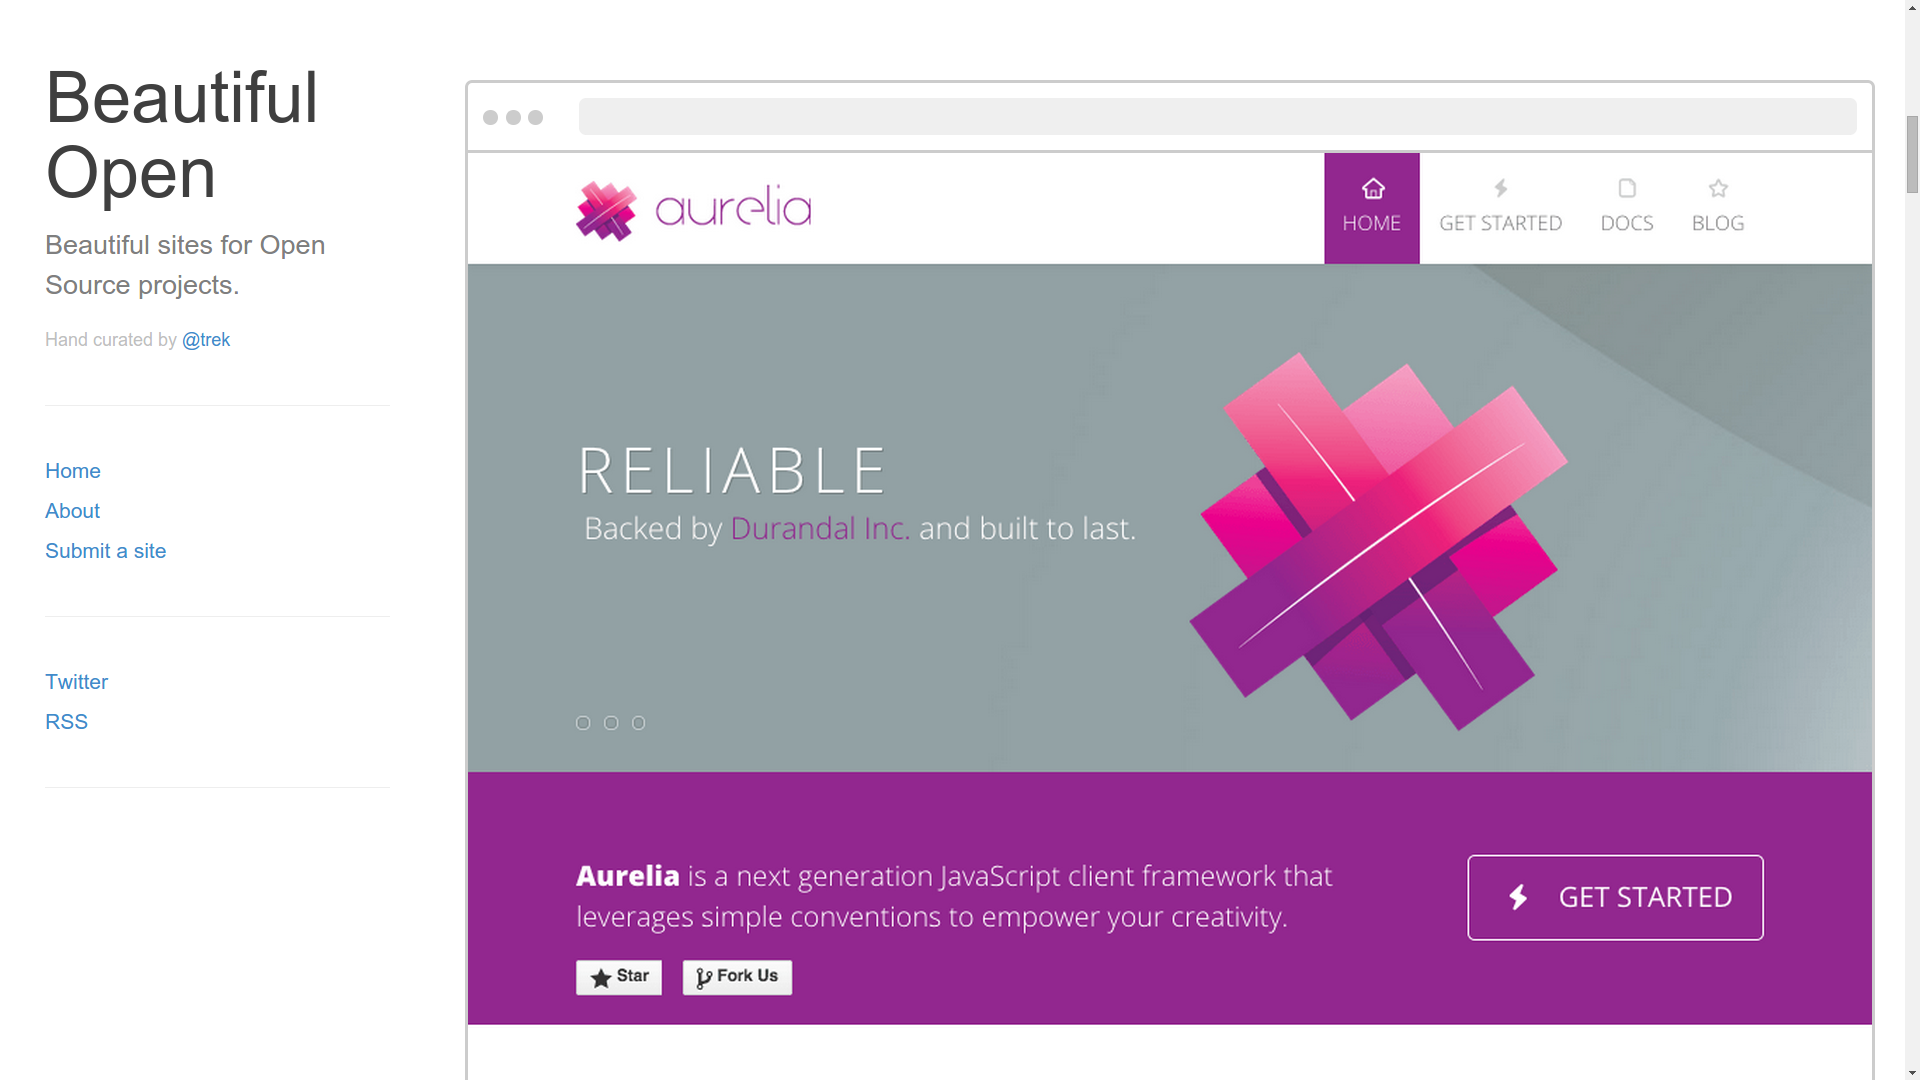 Beautiful
Open
Beautiful sites for Open
Source projects.
Hand curated by @trek
Home
About
Submit a site
Twitter
RSS
aurelia
HOME
GET STARTED
DOCS
BLOG
RELIABLE
Backed by Durandal Inc. and built to last.
Aurelia is a next generation JavaScript client framework that
leverages simple conventions to empower your creativity.
GET STARTED
Star
Fork Us